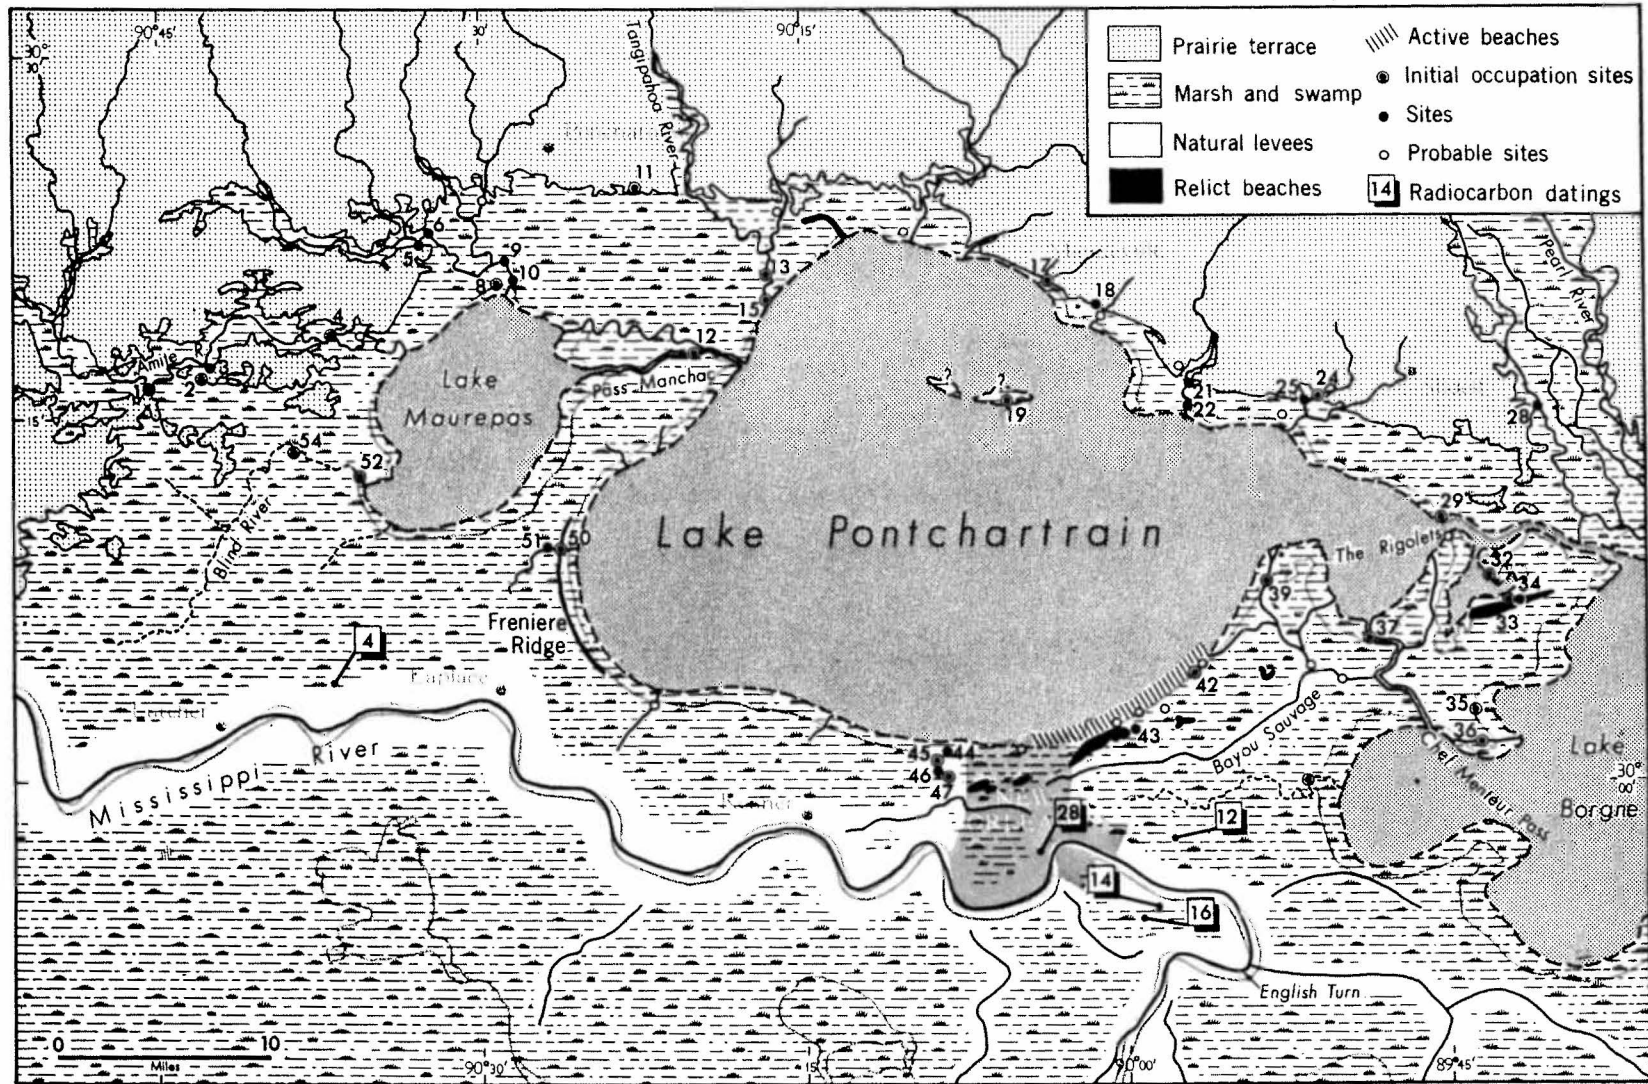 90°45'
30'
90°15'
30°
30'
Tangipahoa River
Prairie terrace
Marsh and swamp
Natural levees
Relict beaches
Active beaches
Initial occupation sites
Sites
Probable sites
14 Radiocarbon datings
11
6
5
9
10
8
13
15
17
18
Pearl River
4
12
Amite R
3
2
1
Lake
Maurepas
Pass Manchac
?
?
19
21
22
25
24
28
15'
54
52
29
Lake Pontchartrain
The Rigolets
51
50
32
34
39
33
Blind River
Freniere
Ridge
37
4
Laplace
42
35
Lutcher
Mississippi River
43
Bayou Sauvage
36
Chef Menteur Pass
Lake
Borgne
30°
00'
45
44
46
47
Kenner
28
12
14
16
English Turn
0
10
Miles
90°30'
15'
90°00'
89°45'